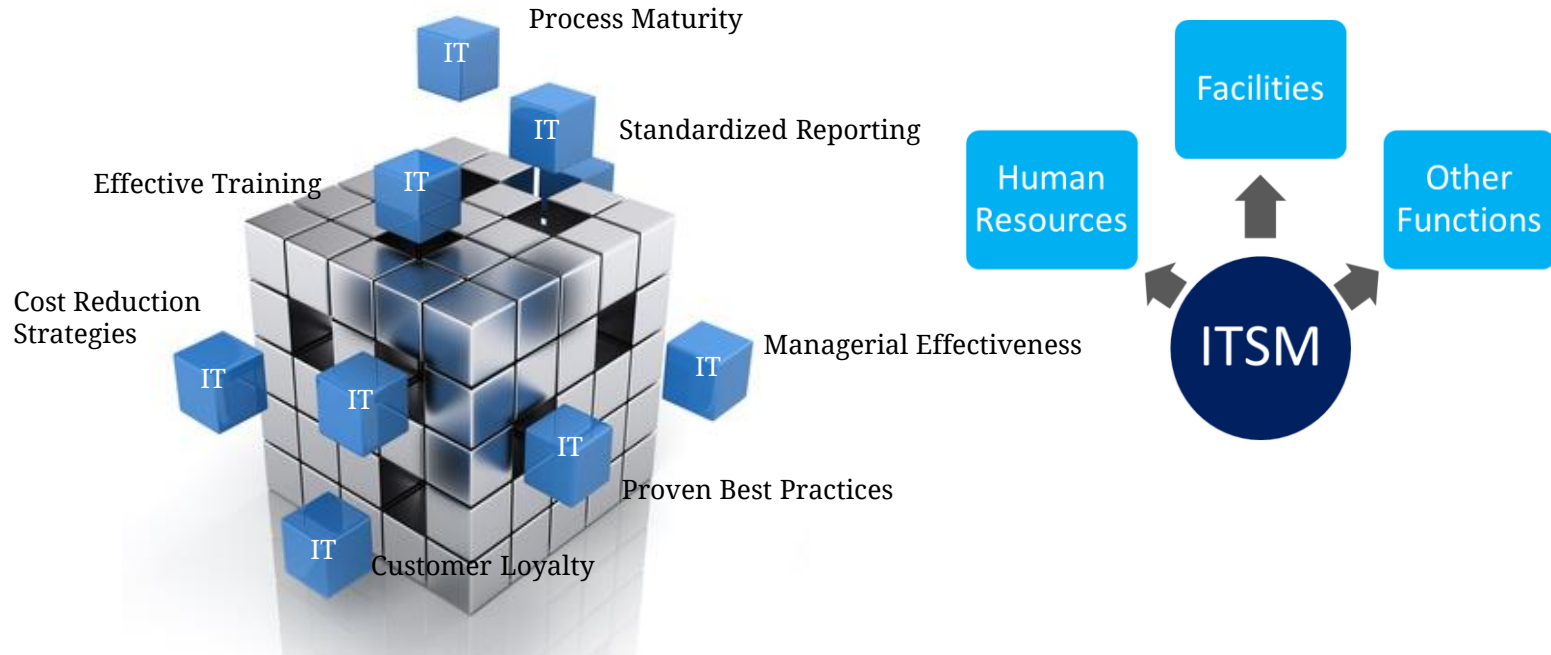 Process Maturity
IT
IT
Standardized Reporting
Effective Training
IT
Cost Reduction
Strategies
IT
IT
IT
Managerial Effectiveness
IT
Proven Best Practices
IT
Customer Loyalty
Facilities
Human
Resources
Other
Functions
ITSM